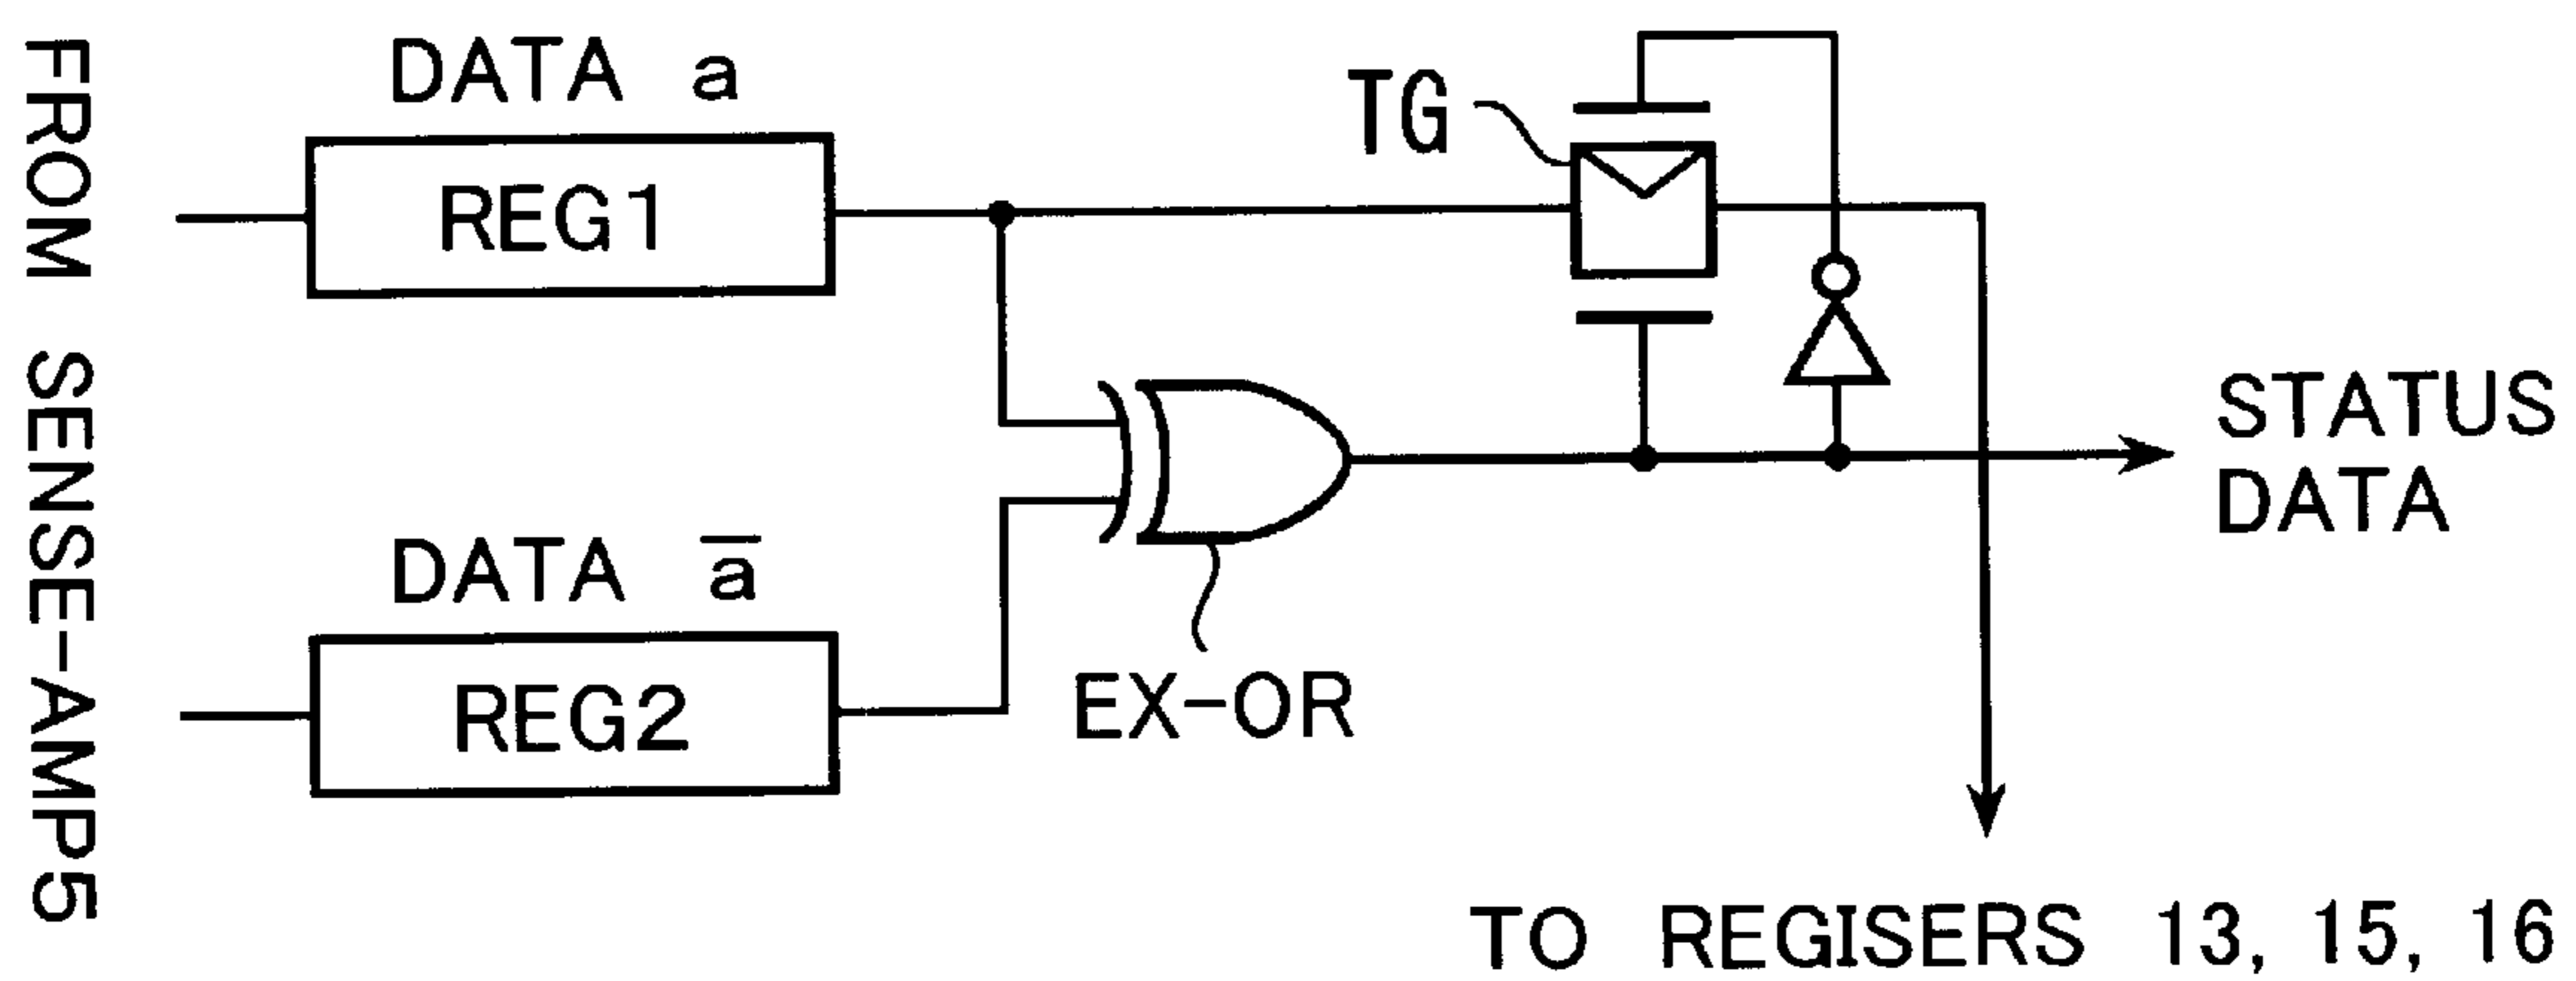 FROM SENSE-AMP5
DATA a
REG1
TG
DATA a̅
REG2
EX-OR
STATUS
DATA
TO REGISERS 13, 15, 16